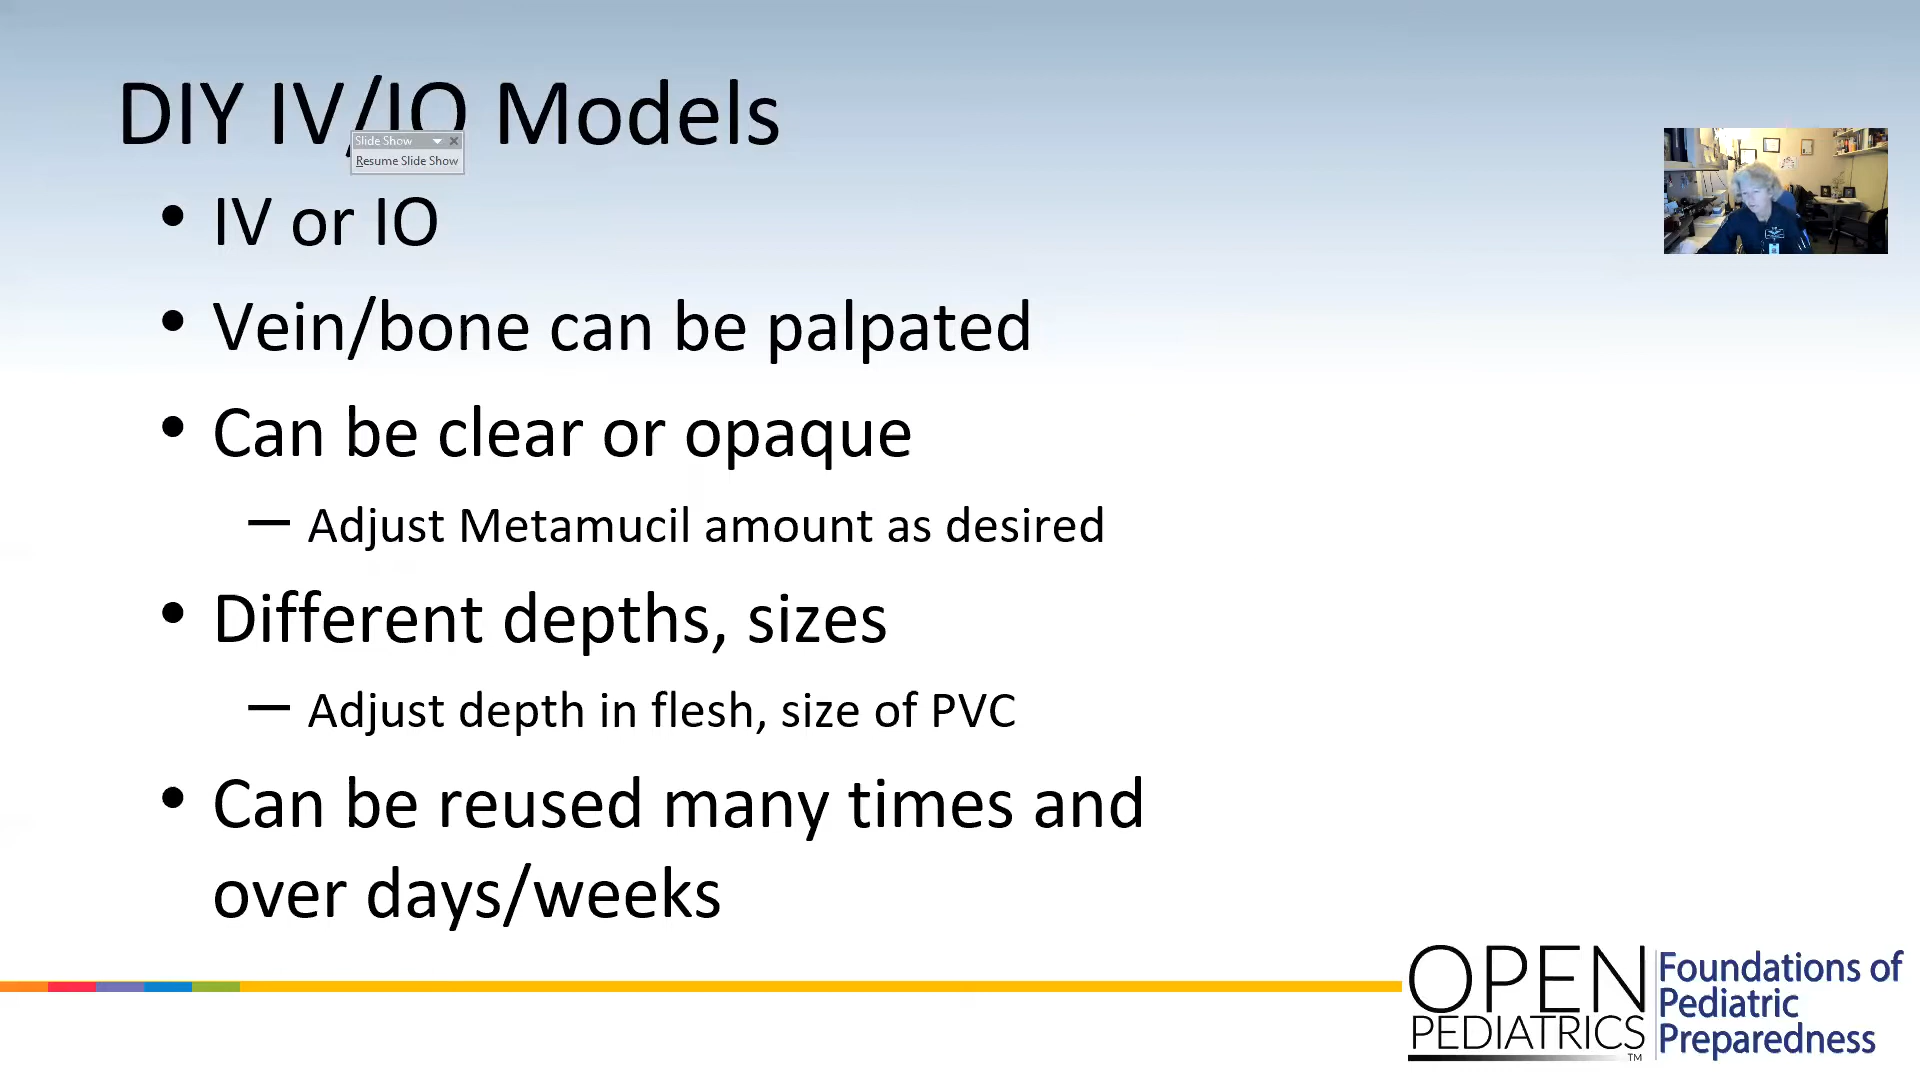 DIY IV/IO Models
Slide Show
Resume Slide Show
• IV or IO
• Vein/bone can be palpated
• Can be clear or opaque
— Adjust Metamucil amount as desired
• Different depths, sizes
— Adjust depth in flesh, size of PVC
• Can be reused many times and
over days/weeks
OPEN
PEDIATRICS
TM
Foundations of
Pediatric
Preparedness